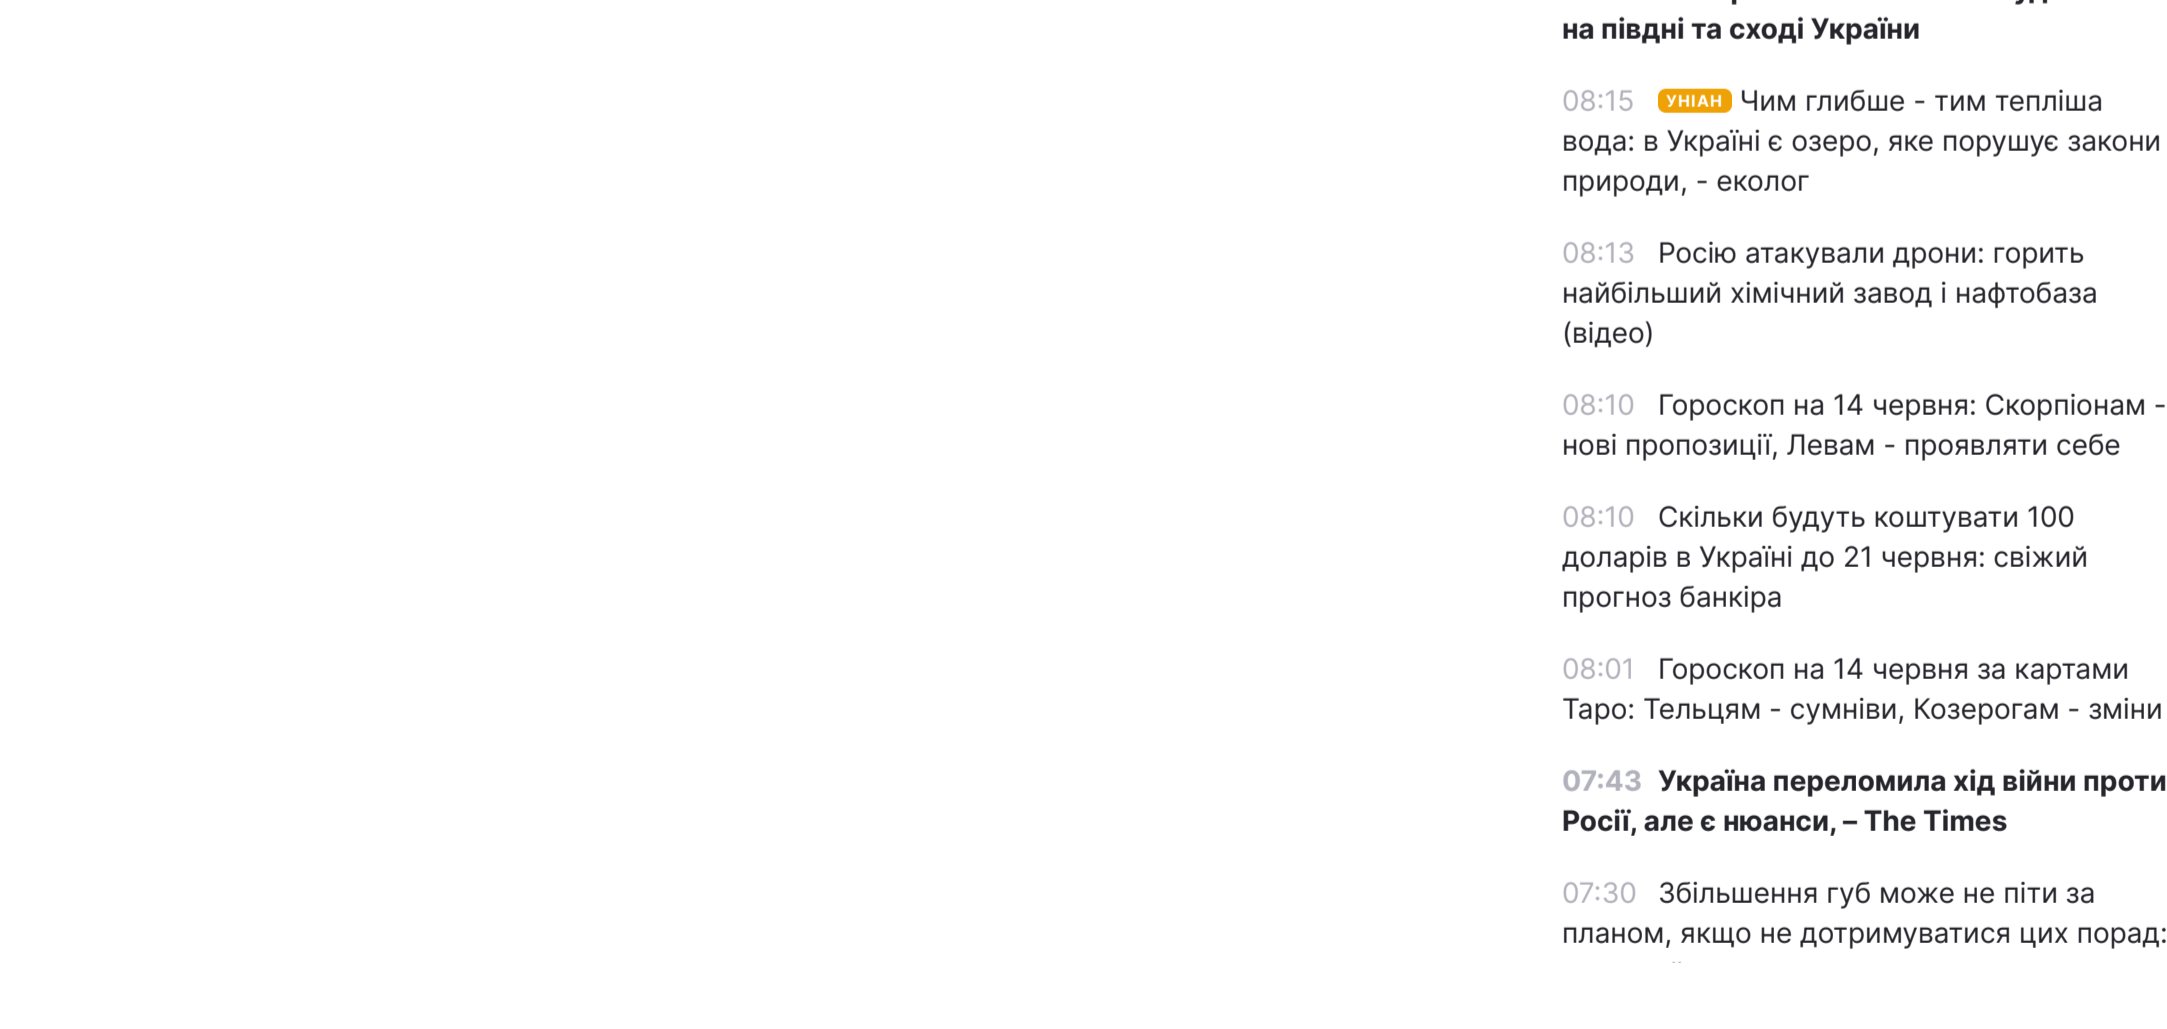 на півдні та сході України
08:15 УНІАН Чим глибше - тим тепліша
вода: в Україні є озеро, яке порушує закони
природи, - еколог
08:13 Росію атакували дрони: горить
найбільший хімічний завод і нафтобаза
(відео)
08:10 Гороскоп на 14 червня: Скорпіонам -
нові пропозиції, Левам - проявляти себе
08:10 Скільки будуть коштувати 100
доларів в Україні до 21 червня: свіжий
прогноз банкіра
08:01 Гороскоп на 14 червня за картами
Таро: Тельцям - сумніви, Козерогам - зміни
07:43 Україна переломила хід війни проти
Росії, але є нюанси, – The Times
07:30 Збільшення губ може не піти за
планом, якщо не дотримуватися цих порад: